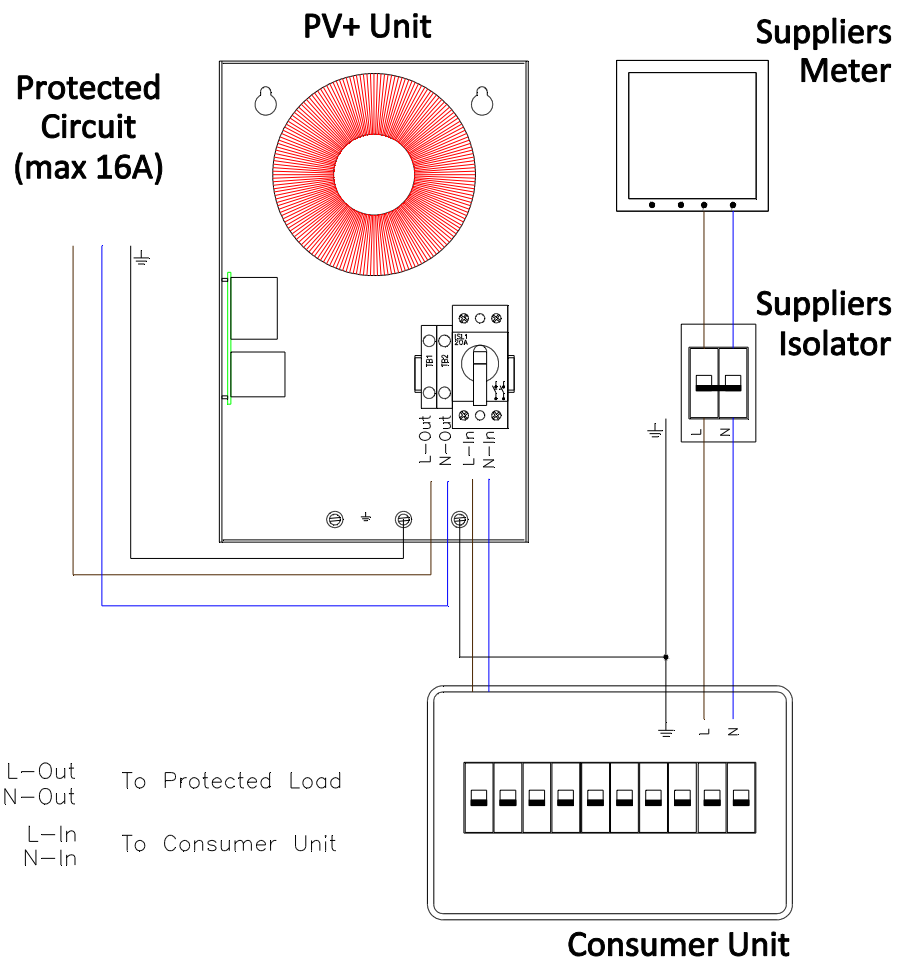 PV+ Unit
Suppliers
Meter
Protected
Circuit
(max 16A)
Suppliers
Isolator
ISL1
20A
TB1
TB2
L-Out
N-Out
L-In
N-In
L
N
L
N
L-Out
N-Out
To Protected Load
L-In
N-In
To Consumer Unit
Consumer Unit